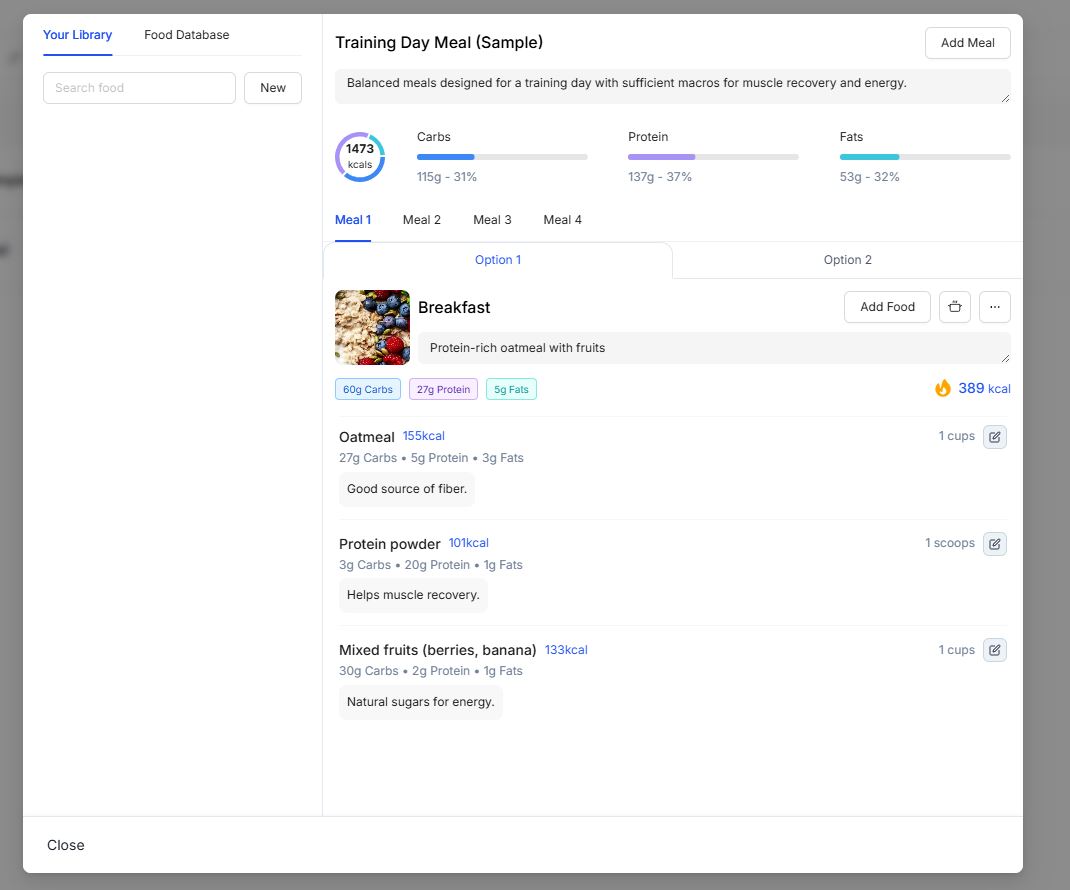 Your Library
Food Database
Search food
New
Training Day Meal (Sample)
Add Meal
Balanced meals designed for a training day with sufficient macros for muscle recovery and energy.
1473
kcals
Carbs
115g - 31%
Protein
137g - 37%
Fats
53g - 32%
Meal 1
Meal 2
Meal 3
Meal 4
Option 1
Option 2
Breakfast
Add Food
Protein-rich oatmeal with fruits
60g Carbs
27g Protein
5g Fats
389 kcal
Oatmeal 155kcal
1 cups
27g Carbs • 5g Protein • 3g Fats
Good source of fiber.
Protein powder 101kcal
1 scoops
3g Carbs • 20g Protein • 1g Fats
Helps muscle recovery.
Mixed fruits (berries, banana) 133kcal
1 cups
30g Carbs • 2g Protein • 1g Fats
Natural sugars for energy.
Close